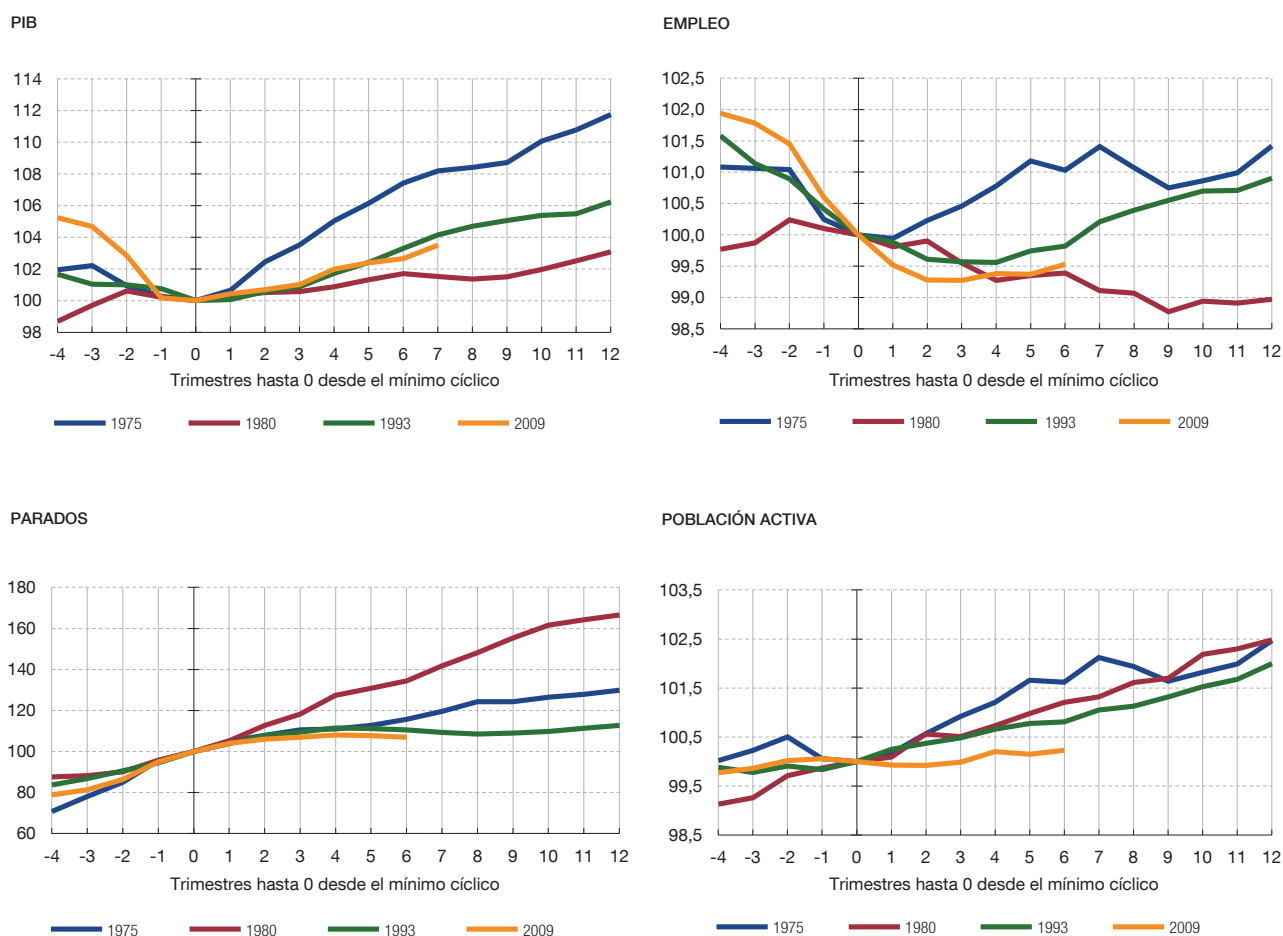 PIB
114
112
110
108
106
104
102
100
98
-4 -3 -2 -1 0 1 2 3 4 5 6 7 8 9 10 11 12
Trimestres hasta 0 desde el mínimo cíclico
1975 1980 1993 2009
EMPLEO
102,5
102,0
101,5
101,0
100,5
100,0
99,5
99,0
98,5
-4 -3 -2 -1 0 1 2 3 4 5 6 7 8 9 10 11 12
Trimestres hasta 0 desde el mínimo cíclico
1975 1980 1993 2009
PARADOS
180
160
140
120
100
80
60
-4 -3 -2 -1 0 1 2 3 4 5 6 7 8 9 10 11 12
Trimestres hasta 0 desde el mínimo cíclico
1975 1980 1993 2009
POBLACIÓN ACTIVA
103,5
102,5
101,5
100,5
99,5
98,5
-4 -3 -2 -1 0 1 2 3 4 5 6 7 8 9 10 11 12
Trimestres hasta 0 desde el mínimo cíclico
1975 1980 1993 2009